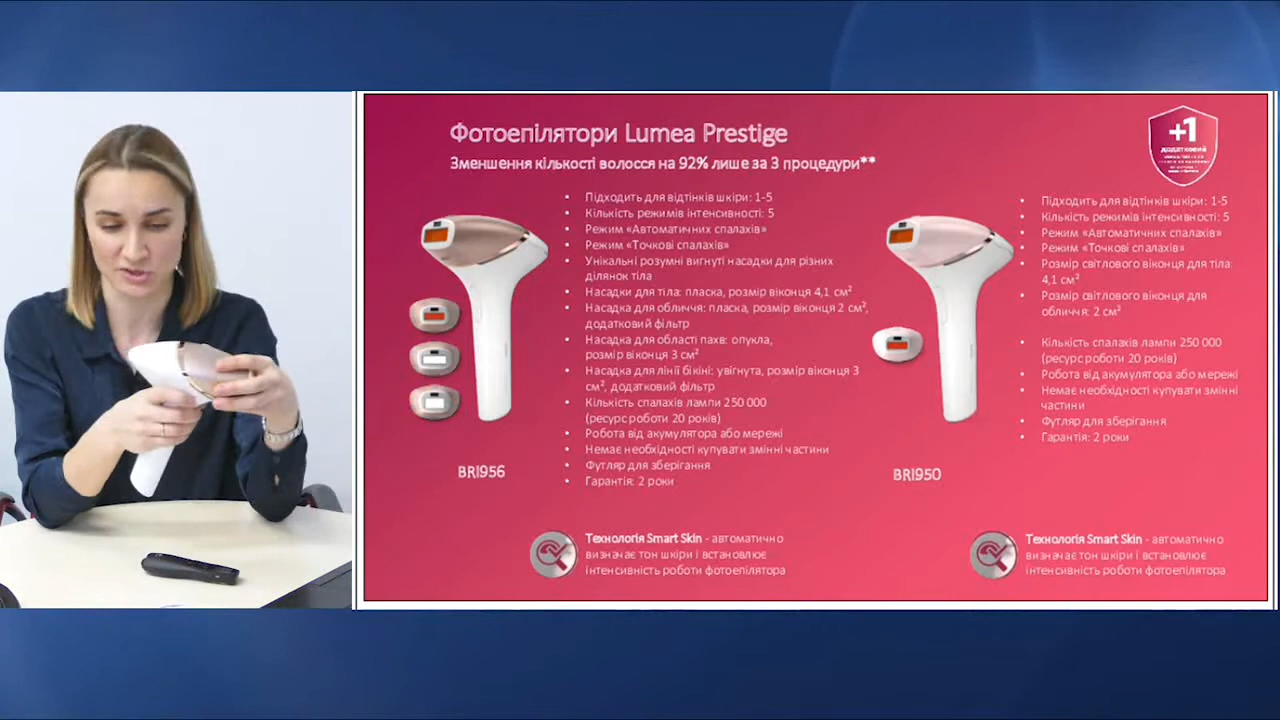 Фотоепілятори Lumea Prestige
Зменшення кількості волосся на 92% лише за 3 процедури**
+1
додатковий
• Підходить для відтінків шкіри: 1-5
• Кількість режимів інтенсивності: 5
• Режим «Автоматичних спалахів»
• Режим «Точкові спалахів»
• Унікальні розумні вигнуті насадки для різних
ділянок тіла
• Насадки для тіла: пласка, розмір віконця 4,1 см²
• Насадка для обличчя: пласка, розмір віконця 2 см²,
додатковий фільтр
• Насадка для області пахв: опукла,
розмір віконця 3 см²
• Насадка для лінії бікіні: увігнута, розмір віконця 3
см², додатковий фільтр
• Кількість спалахів лампи 250 000
(ресурс роботи 20 років)
• Робота від акумулятора або мережі
• Немає необхідності купувати змінні частини
• Футляр для зберігання
• Гарантія: 2 роки
BRI956
• Підходить для відтінків шкіри: 1-5
• Кількість режимів інтенсивності: 5
• Режим «Автоматичних спалахів»
• Режим «Точкові спалахів»
• Розмір світлового віконця для тіла:
4,1 см²
• Розмір світлового віконця для
обличчя: 2 см²
• Кількість спалахів лампи 250 000
(ресурс роботи 20 років)
• Робота від акумулятора або мережі
• Немає необхідності купувати змінні
частини
• Футляр для зберігання
• Гарантія: 2 роки
BRI950
Технологія Smart Skin - автоматично
визначає тон шкіри і встановлює
інтенсивність роботи фотоепілятора
Технологія Smart Skin - автоматично
визначає тон шкіри і встановлює
інтенсивність роботи фотоепілятора